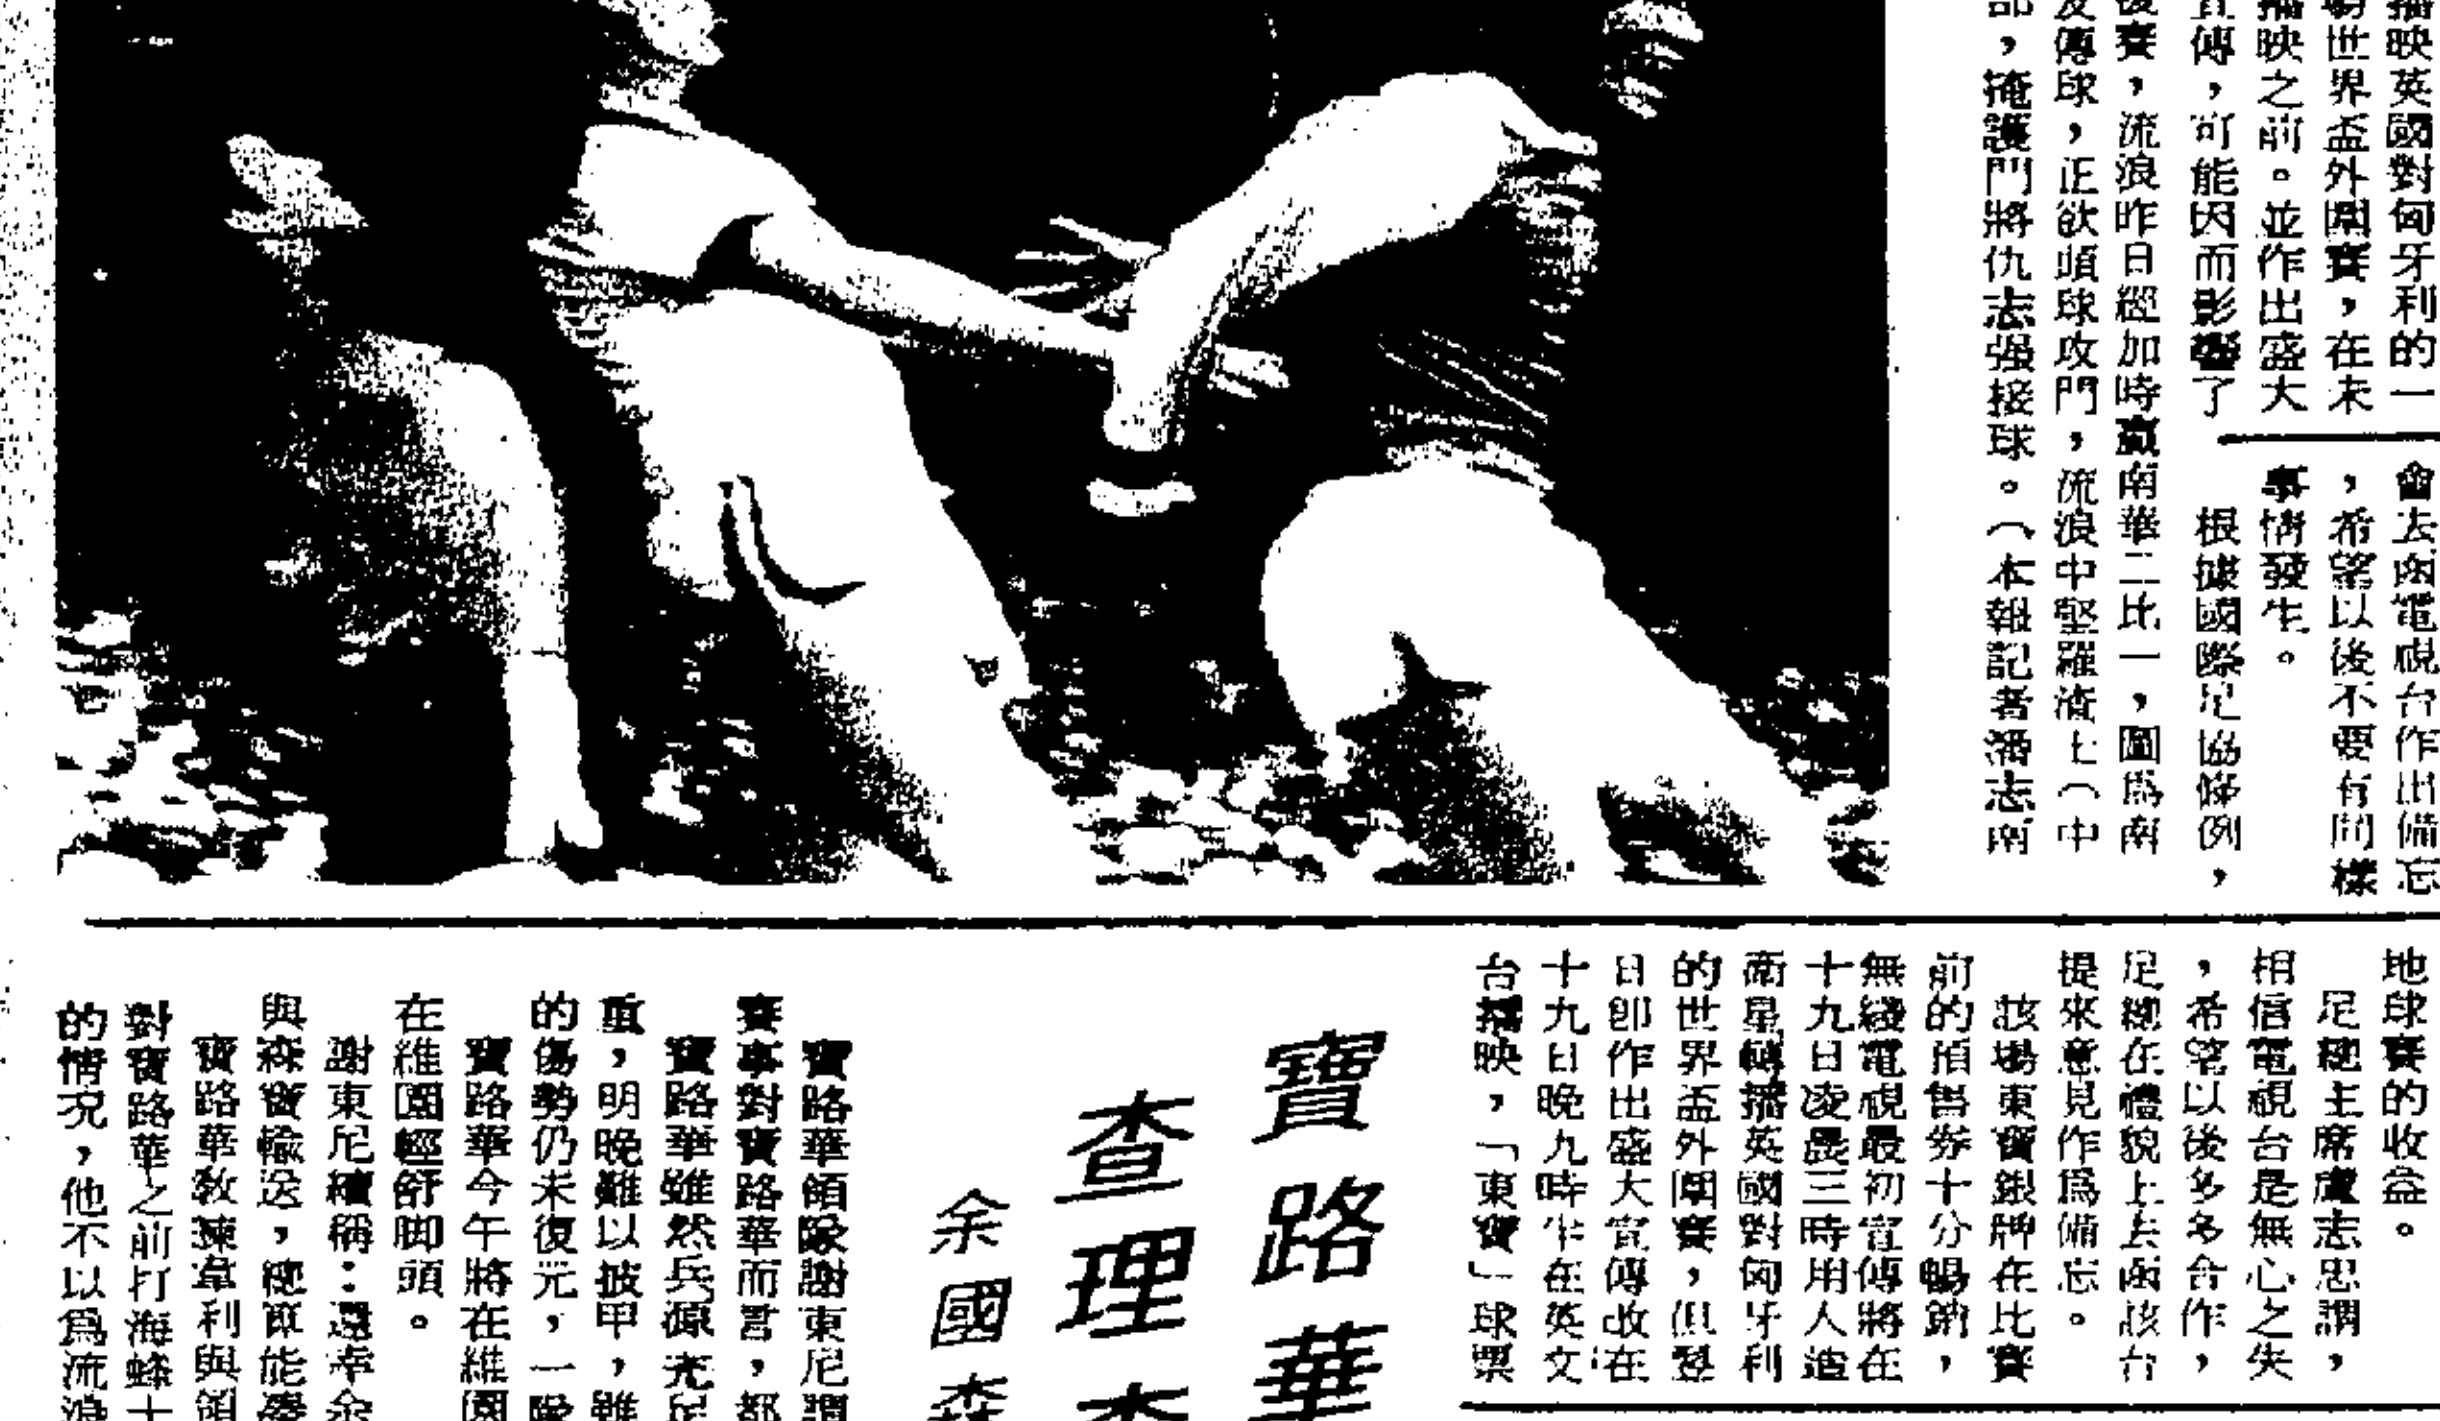 播映英國對匈牙利的一
場世界盃外圍賽，在未
播映之前。並作出盛大
宣傳，可能因而影響了
後賽，流浪昨日經加時贏南華二比一，圖爲南
及傳球，正欲頭球攻門，流浪中堅羅濟七（中
部，掩護門將仇志强接球。（本報記者潘志南
會去函電視台作出備忘
，希望以後不要有同樣
事情發生。
根據國際足協條例，
地球賽的收益。
足總主席盧志忠謂，
相信電視台是無心之失
，希望以後多多合作，
足總在禮貌上去函該台
提來意見作爲備忘。
該場東寶銀牌在比賽
前的預售劵十分暢銷，
無綫電視最初宣傳將在
十九日凌晨三時用人造
衛星轉播英國對匈牙利
的世界盃外圍賽，但翌
日即作出盛大宣傳改在
十九日晚九時半在英文
台播映，「東寶」球票
寶路華
查理
余國森
寶路華領隊謝東尼謂
賽事對寶路華而言，都
寶路華雖然兵源充足
重，明晚難以披甲，雖
的傷勢仍未復元，一隊
寶路華今午將在維園
在維園輕舒脚頭。
謝東尼續稱：還幸余
與森寶輸送，總算能
寶路華敎練韋利與領
對寶路華之前打海蜂十
的情况，他不以爲流浪